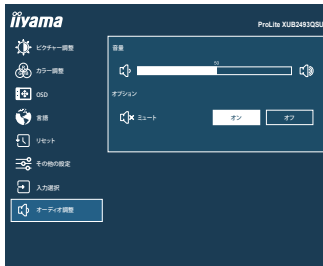 iiyama
ProLite XUB2493QSU
ピクチャー調整
カラー調整
OSD
言語
リセット
その他の設定
入力選択
オーディオ調整
音量
50
オプション
ミュート
オン
オフ